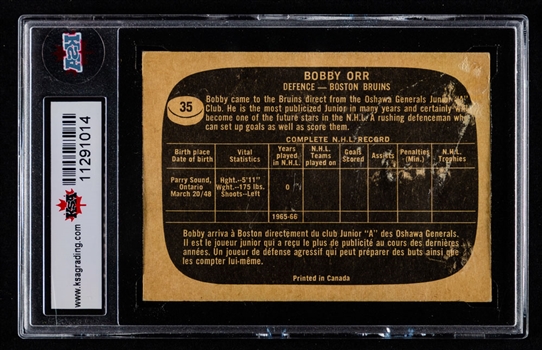 KSA
www.ksagrading.com
KSA
11291014
BOBBY ORR
35
DEFENCE — BOSTON BRUINS
Bobby came to the Bruins direct from the Oshawa Generals Junior "A"
Club. He is the most publicized Junior in many years and certainly will
become one of the future stars in the N.H.L. A rushing defenceman who
can set up goals as well as score them.
COMPLETE N.H.L. RECORD
Birth place Date of birth | Vital Statistics | Years played in N.H.L. | N.H.L. Teams played on | Goals Stored | Assists | Penalties (Min.) | N.H.L. Trophies
Parry Sound, Hght.-5'11"
Ontario Wght.-175 lbs. 0
March 20/48 Shoots-Left
1965-66
Bobby arriva à Boston directement du club Junior "A" des Oshawa Generals.
Il est le joueur junior qui a reçu le plus de publicité au cours des dernières
années. Un joueur de défense agressif qui peut préparer des buts ainsi que
les compter lui-même.
Printed in Canada